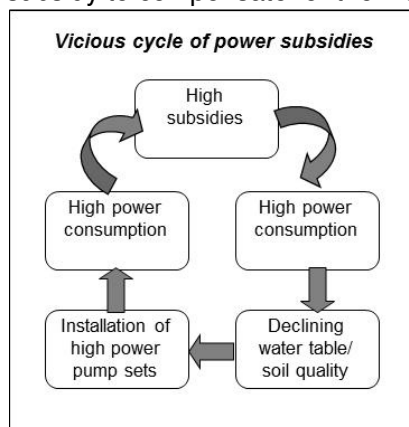 Vicious cycle of power subsidies
High
subsidies
High power
consumption
High power
consumption
Installation of
high power
pump sets
Declining
water table/
soil quality